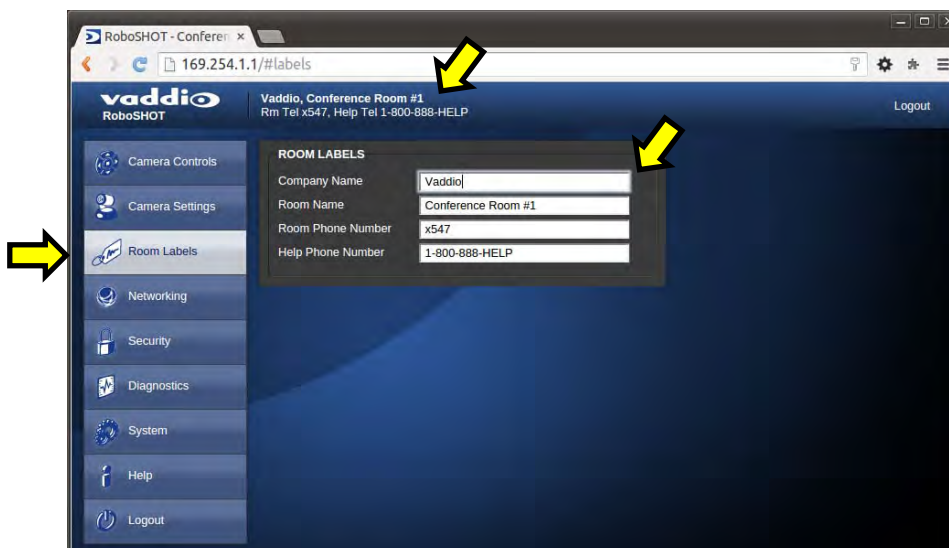 RoboSHOT - Conferen
169.254.1.1/#labels
vaddio
RoboSHOT
Vaddio, Conference Room #1
Rm Tel x547, Help Tel 1-800-888-HELP
Logout
Camera Controls
Camera Settings
Room Labels
Networking
Security
Diagnostics
System
Help
Logout
ROOM LABELS
Company Name Vaddio
Room Name Conference Room #1
Room Phone Number x547
Help Phone Number 1-800-888-HELP